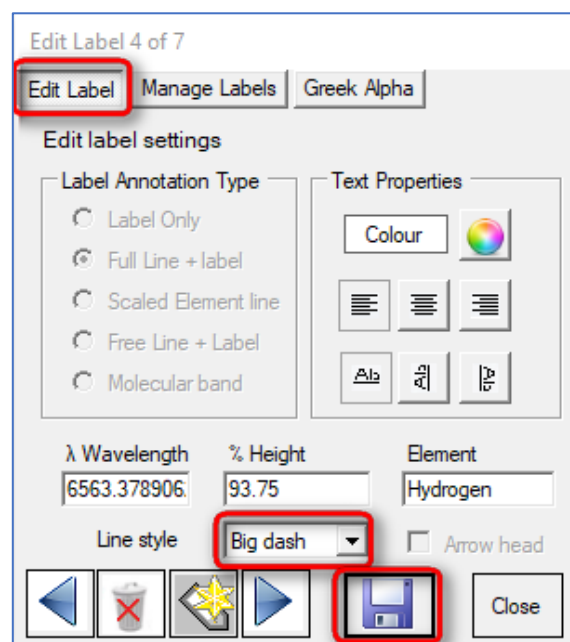 Edit Label 4 of 7
Edit Label Manage Labels Greek Alpha
Edit label settings
Label Annotation Type
Label Only
Full Line + label
Scaled Element line
Free Line + Label
Molecular band
Text Properties
Colour
Ab Ab Ab
λ Wavelength % Height Element
6563.378906 93.75 Hydrogen
Line style Big dash Arrow head
Close